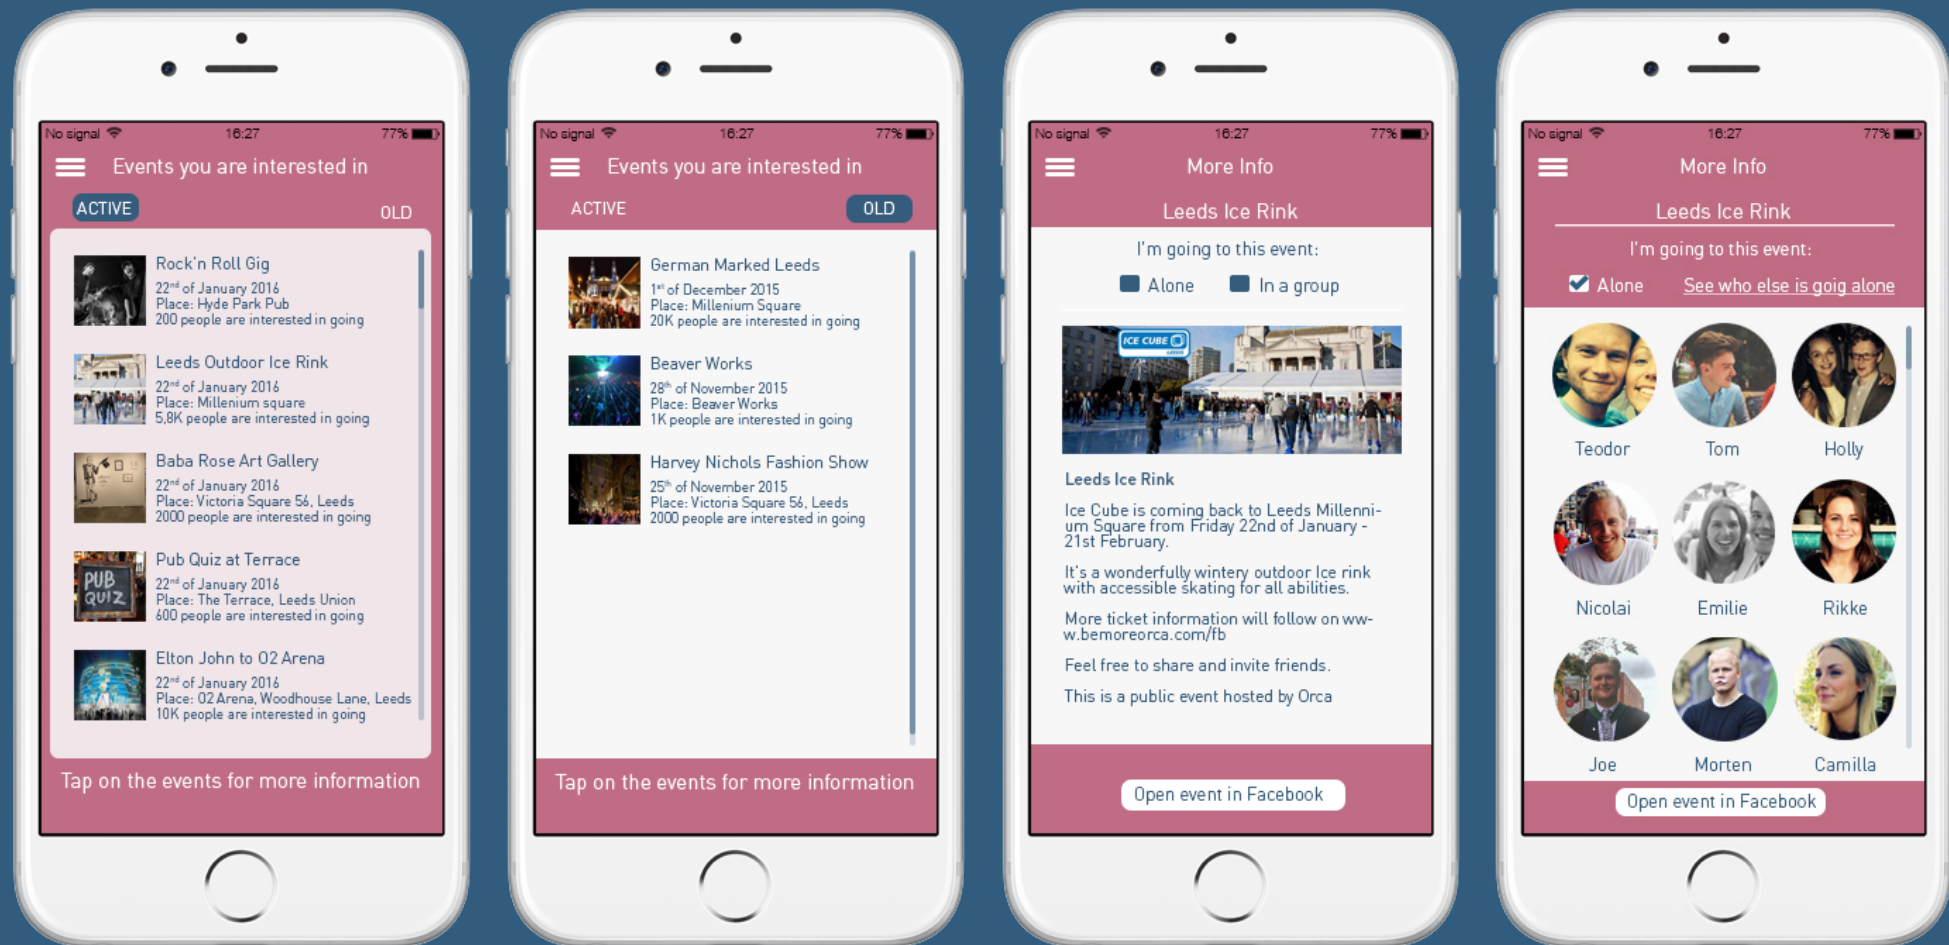 No signal 16:27 77%
Events you are interested in
ACTIVE OLD
Rock'n Roll Gig
22nd of January 2016
Place: Hyde Park Pub
200 people are interested in going
Leeds Outdoor Ice Rink
22nd of January 2016
Place: Millenium square
5,8K people are interested in going
Baba Rose Art Gallery
22nd of January 2016
Place: Victoria Square 56, Leeds
2000 people are interested in going
PUB
QUIZ
Pub Quiz at Terrace
22nd of January 2016
Place: The Terrace, Leeds Union
600 people are interested in going
Elton John to O2 Arena
22nd of January 2016
Place: O2 Arena, Woodhouse Lane, Leeds
10K people are interested in going
Tap on the events for more information
No signal 16:27 77%
Events you are interested in
ACTIVE OLD
German Marked Leeds
1st of December 2015
Place: Millenium Square
20K people are interested in going
Beaver Works
28th of November 2015
Place: Beaver Works
1K people are interested in going
Harvey Nichols Fashion Show
25th of November 2015
Place: Victoria Square 56, Leeds
2000 people are interested in going
Tap on the events for more information
No signal 16:27 77%
More Info
Leeds Ice Rink
I'm going to this event:
Alone In a group
ICE CUBE
LEEDS
Leeds Ice Rink
Ice Cube is coming back to Leeds Millenni-
um Square from Friday 22nd of January -
21st February.
It's a wonderfully wintery outdoor Ice rink
with accessible skating for all abilities.
More ticket information will follow on ww-
w.bemoreorca.com/fb
Feel free to share and invite friends.
This is a public event hosted by Orca
Open event in Facebook
No signal 16:27 77%
More Info
Leeds Ice Rink
I'm going to this event:
Alone See who else is goig alone
Teodor Tom Holly
Nicolai Emilie Rikke
Joe Morten Camilla
Open event in Facebook